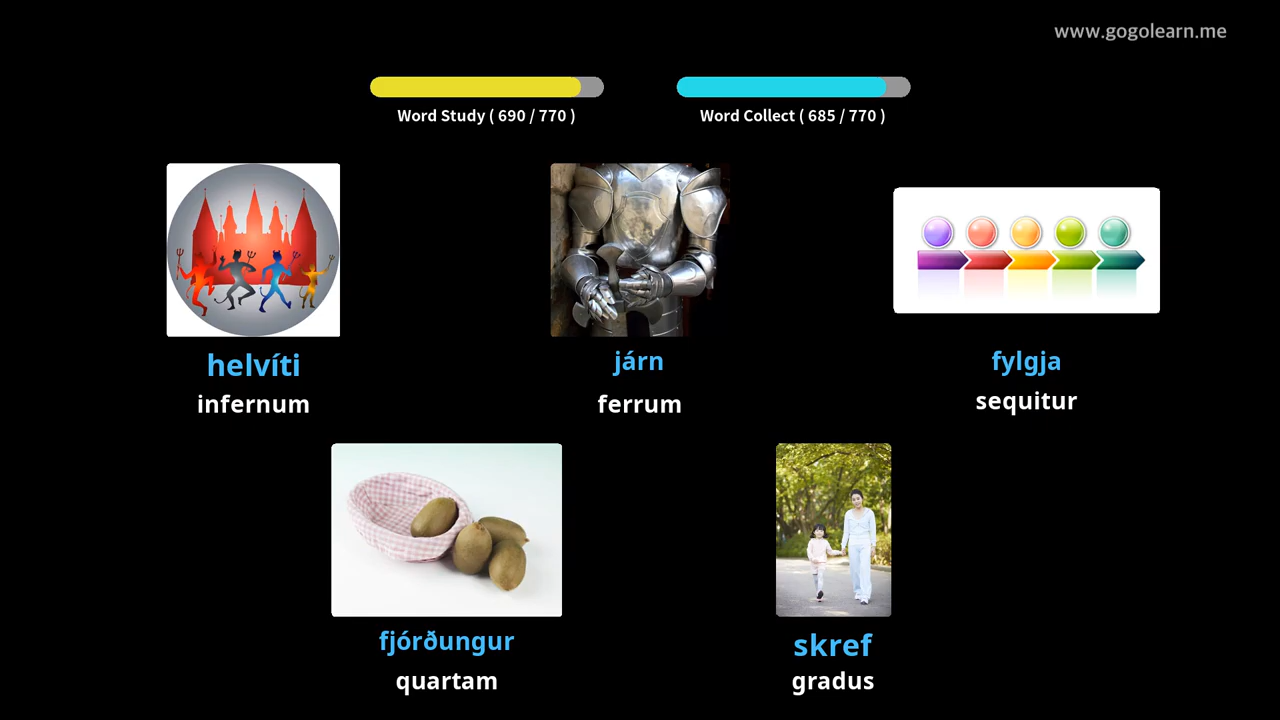 www.gogolearn.me
Word Study ( 690 / 770 )
Word Collect ( 685 / 770 )
helvíti
infernum
járn
ferrum
fylgja
sequitur
fjórðungur
quartam
skref
gradus